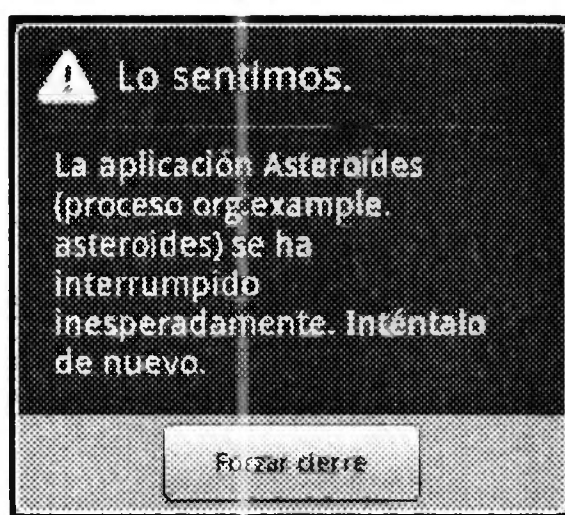 Lo sentimos.
La aplicación Asteroides
(proceso org.example.
asteroides) se ha
interrumpido
inesperadamente. Inténtalo
de nuevo.
Forzar cierre